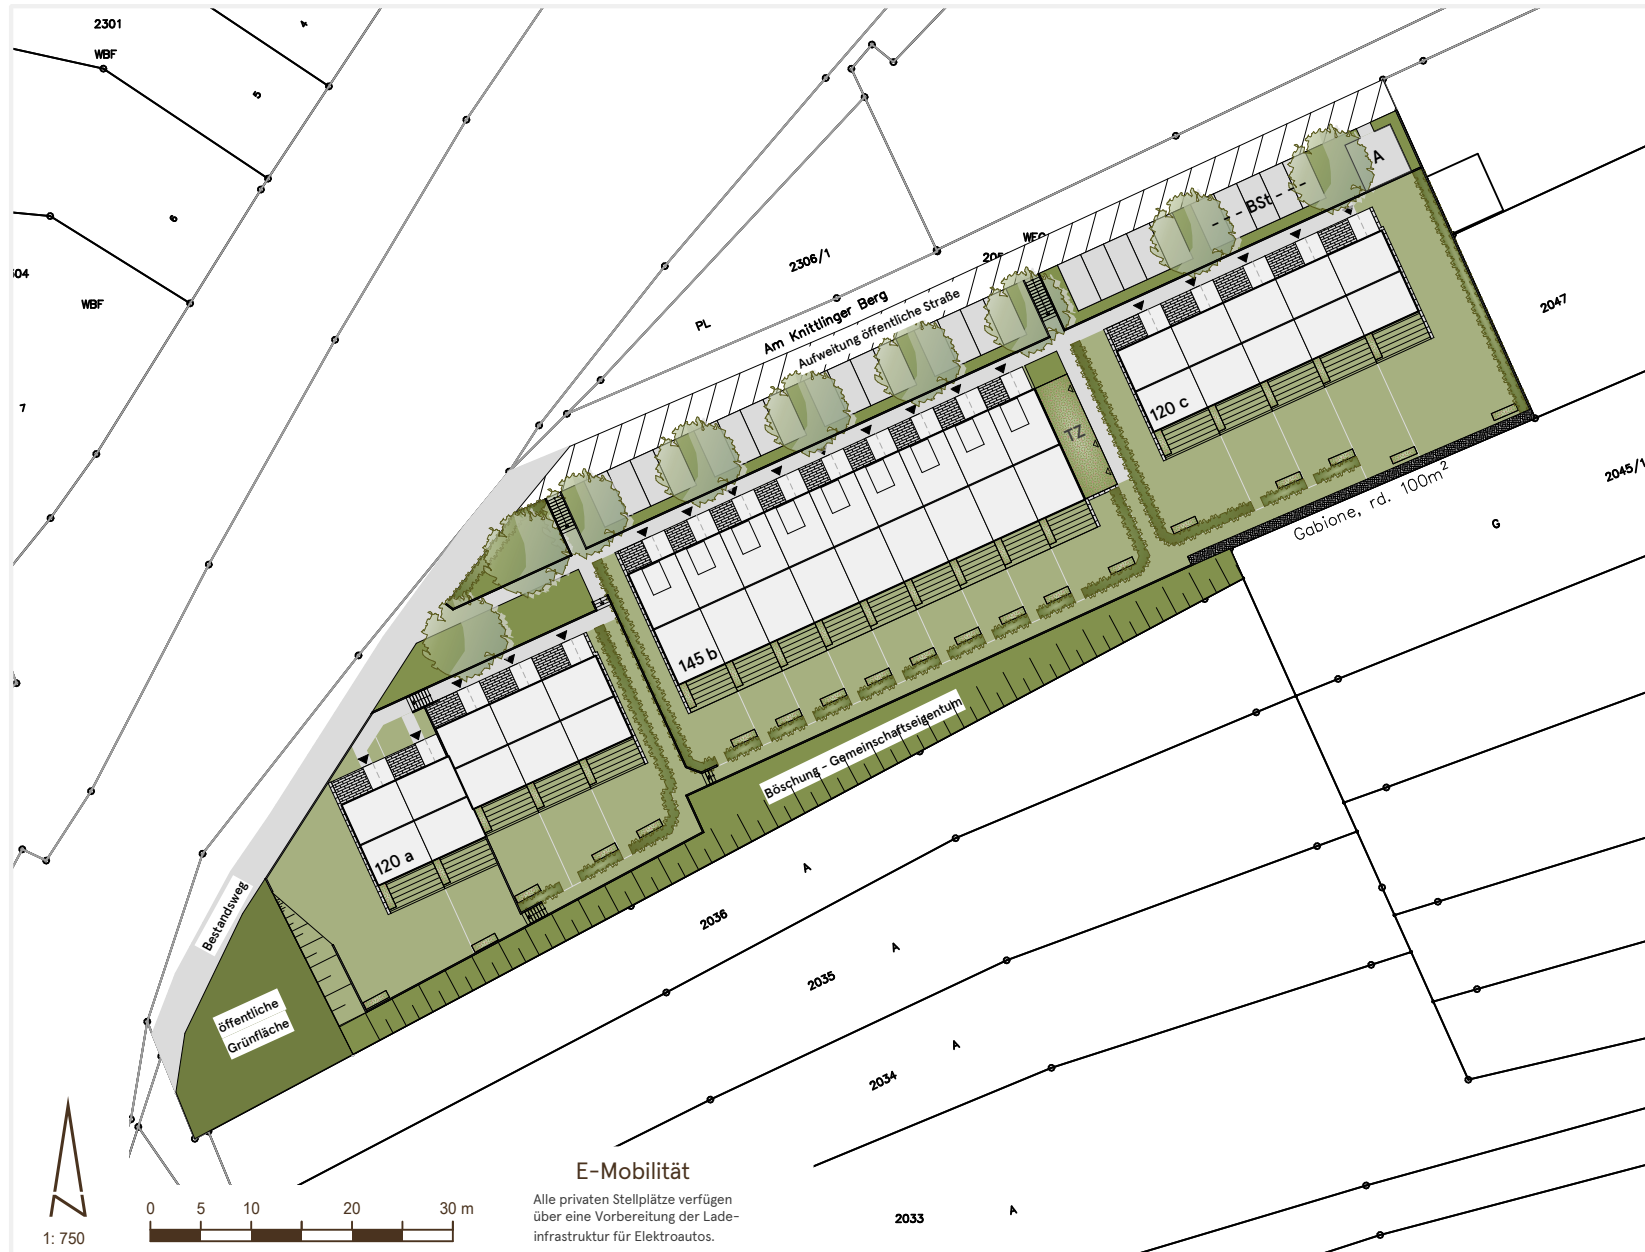 2301
WBF
4
5
6
WBF
7
PL
2306/1
WEG
Am Knittlinger Berg
Aufweitung öffentliche Straße
- - BSt - - -
A
2047
2045/1
G
120 c
TZ
145 b
120 a
Gabione, rd. 100m²
Böschung - Gemeinschaftseigentum
Bestandsweg
öffentliche
Grünfläche
A
2036
A
2035
A
2034
A
2033
1: 750
0 5 10 20 30 m
E-Mobilität
Alle privaten Stellplätze verfügen
über eine Vorbereitung der Lade-
infrastruktur für Elektroautos.